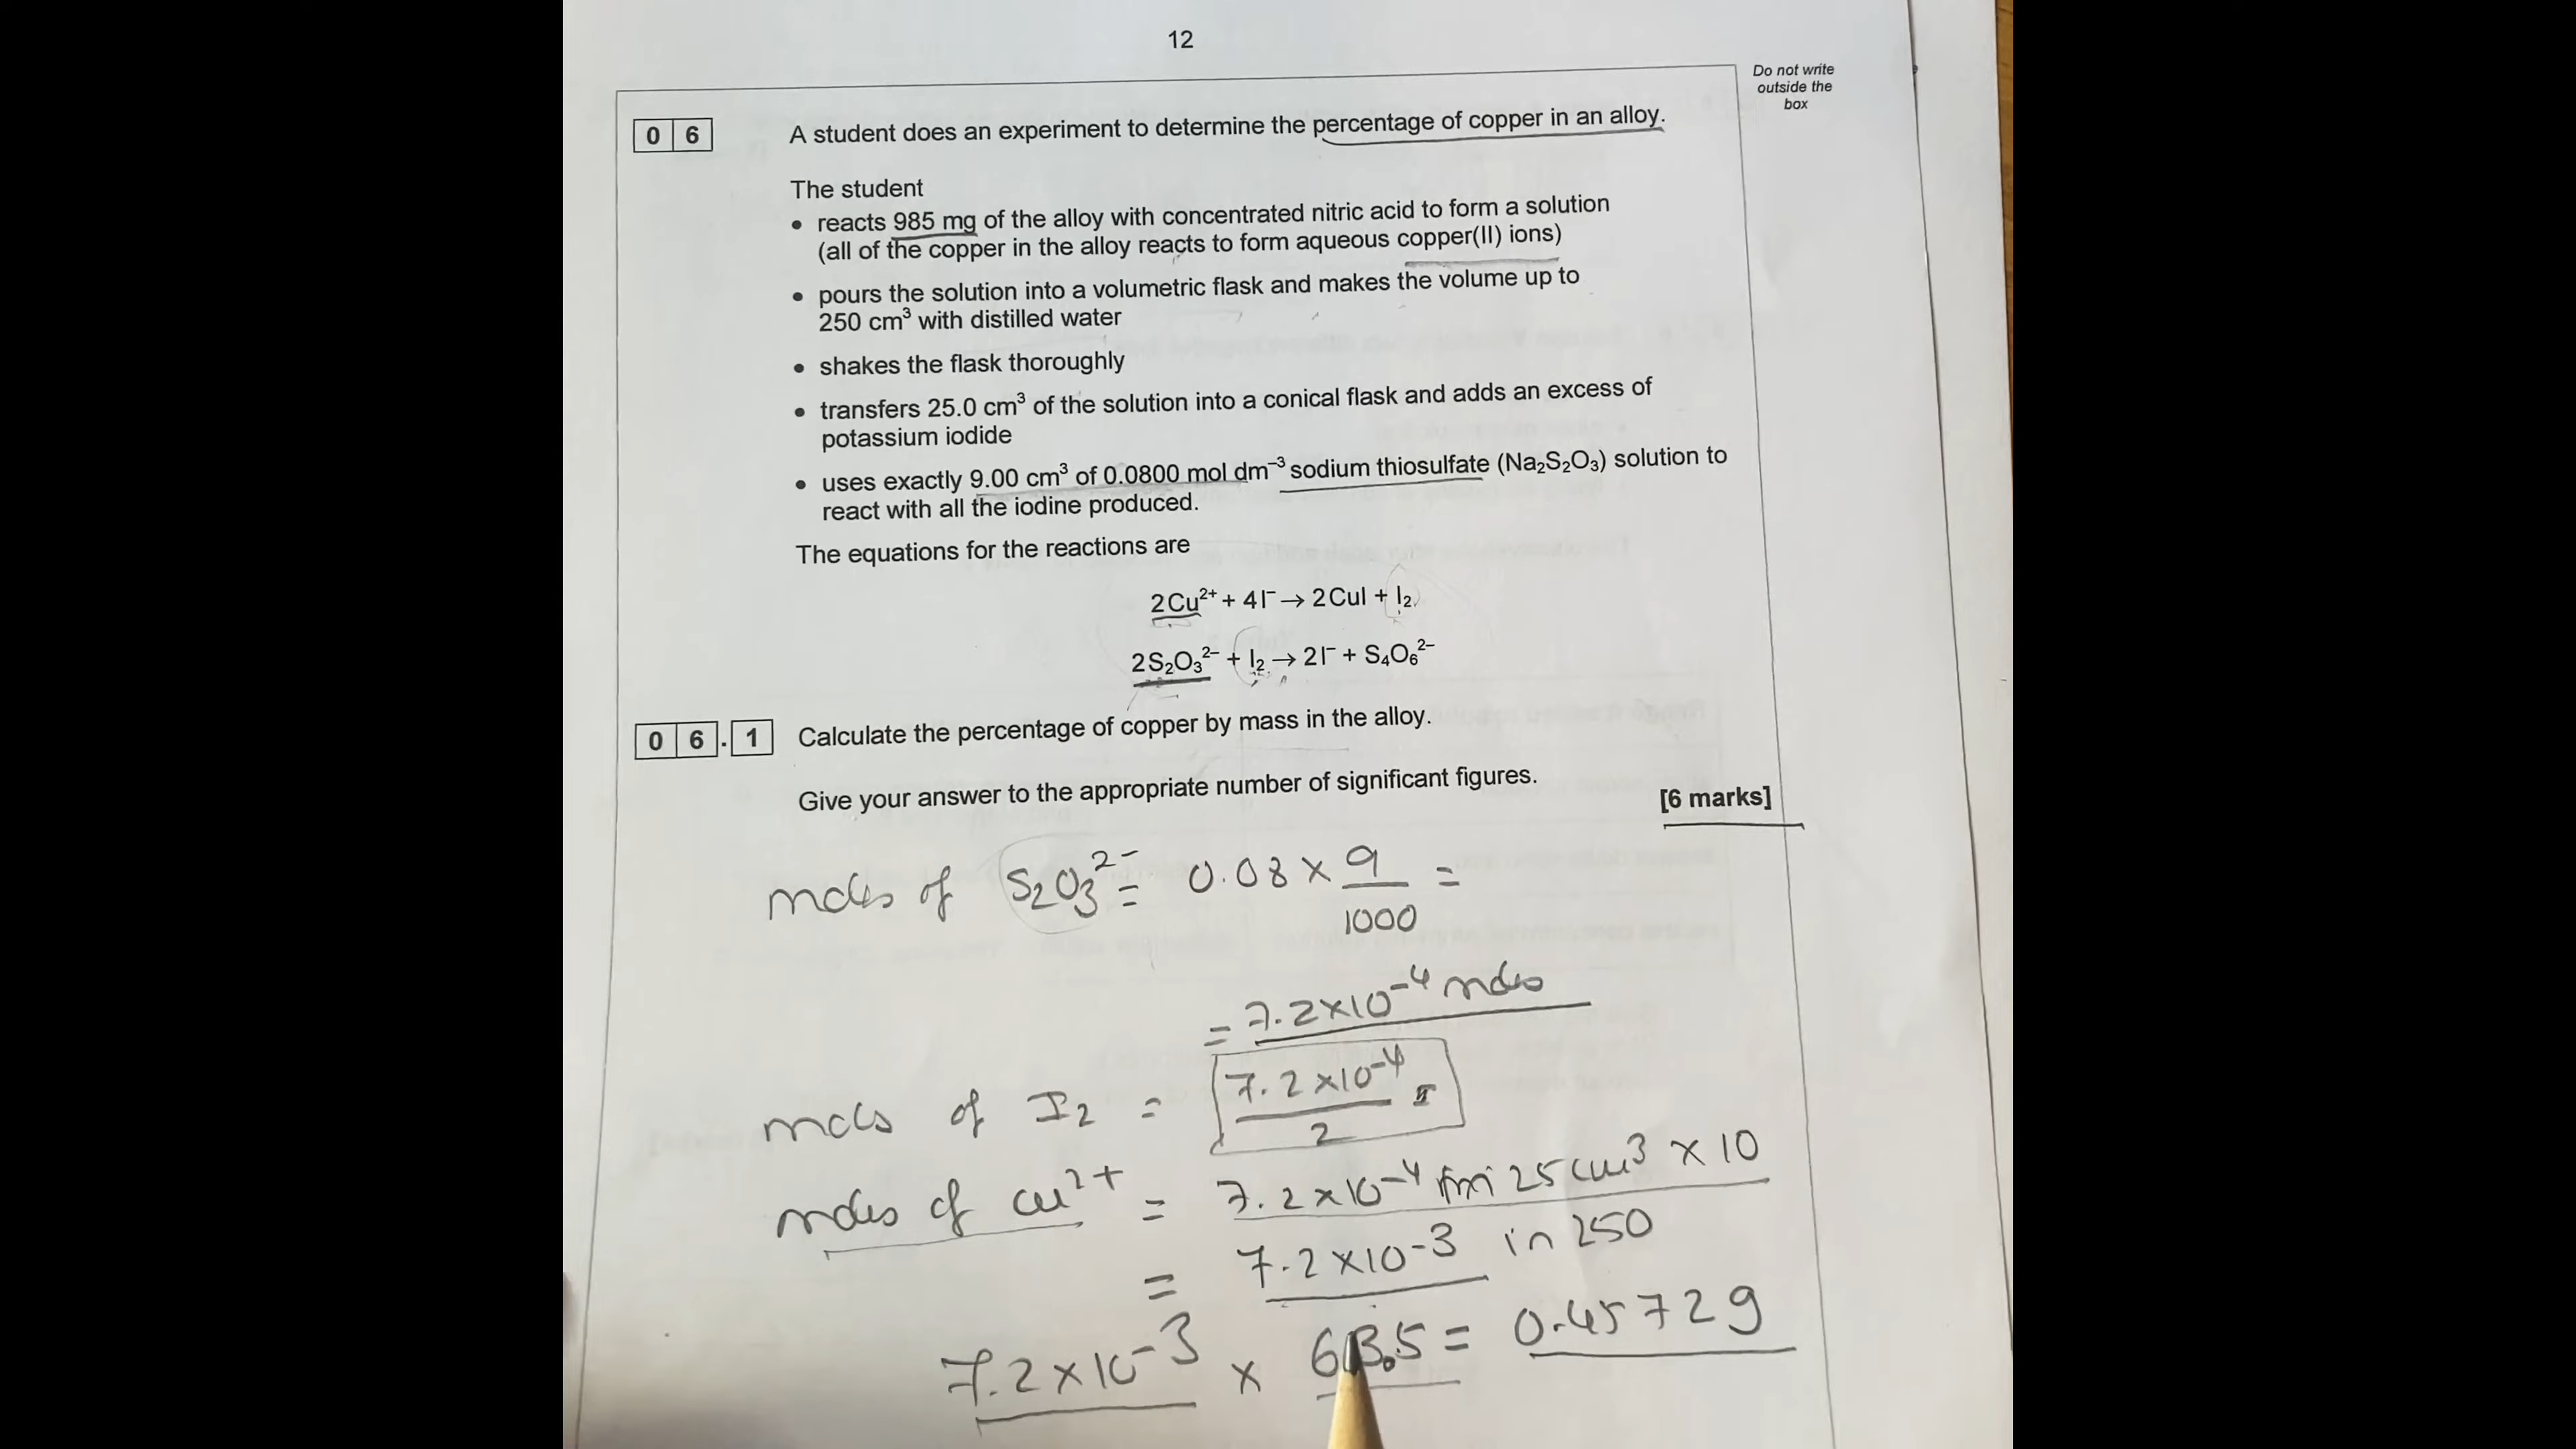 12
Do not write
outside the
box
0 6 A student does an experiment to determine the percentage of copper in an alloy.
The student
• reacts 985 mg of the alloy with concentrated nitric acid to form a solution
(all of the copper in the alloy reacts to form aqueous copper(II) ions)
• pours the solution into a volumetric flask and makes the volume up to
250 cm³ with distilled water
• shakes the flask thoroughly
• transfers 25.0 cm³ of the solution into a conical flask and adds an excess of
potassium iodide
• uses exactly 9.00 cm³ of 0.0800 mol dm⁻³ sodium thiosulfate (Na₂S₂O₃) solution to
react with all the iodine produced.
The equations for the reactions are
2Cu²⁺ + 4I⁻ → 2CuI + I₂
2S₂O₃²⁻ + I₂ → 2I⁻ + S₄O₆²⁻
0 6 . 1 Calculate the percentage of copper by mass in the alloy.
Give your answer to the appropriate number of significant figures.
[6 marks]
moles of S₂O₃²⁻ = 0.08 × 9 =
1000
= 7.2×10⁻⁴ moles
moles of I₂ = 7.2×10⁻⁴
2
moles of cu²⁺ = 7.2×10⁻⁴ in 25cm³ × 10
= 7.2×10⁻³ in 250
7.2×10⁻³ × 63.5 = 0.4572g